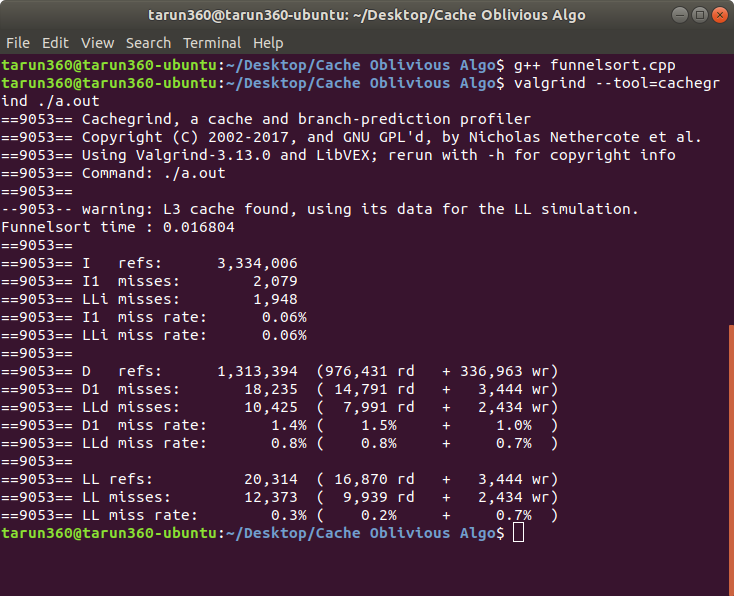 tarun360@tarun360-ubuntu: ~/Desktop/Cache Oblivious Algo
File Edit View Search Terminal Help
tarun360@tarun360-ubuntu:~/Desktop/Cache Oblivious Algo$ g++ funnelsort.cpp
tarun360@tarun360-ubuntu:~/Desktop/Cache Oblivious Algo$ valgrind --tool=cachegr
ind ./a.out
==9053== Cachegrind, a cache and branch-prediction profiler
==9053== Copyright (C) 2002-2017, and GNU GPL'd, by Nicholas Nethercote et al.
==9053== Using Valgrind-3.13.0 and LibVEX; rerun with -h for copyright info
==9053== Command: ./a.out
==9053==
--9053-- warning: L3 cache found, using its data for the LL simulation.
Funnelsort time : 0.016804
==9053==
==9053== I   refs:      3,334,006
==9053== I1  misses:        2,079
==9053== LLi misses:        1,948
==9053== I1  miss rate:      0.06%
==9053== LLi miss rate:      0.06%
==9053==
==9053== D   refs:      1,313,394  (976,431 rd   + 336,963 wr)
==9053== D1  misses:       18,235  ( 14,791 rd   +   3,444 wr)
==9053== LLd misses:       10,425  (  7,991 rd   +   2,434 wr)
==9053== D1  miss rate:       1.4% (    1.5%     +     1.0%  )
==9053== LLd miss rate:       0.8% (    0.8%     +     0.7%  )
==9053==
==9053== LL refs:          20,314  ( 16,870 rd   +   3,444 wr)
==9053== LL misses:        12,373  (  9,939 rd   +   2,434 wr)
==9053== LL miss rate:        0.3% (    0.2%     +     0.7%  )
tarun360@tarun360-ubuntu:~/Desktop/Cache Oblivious Algo$